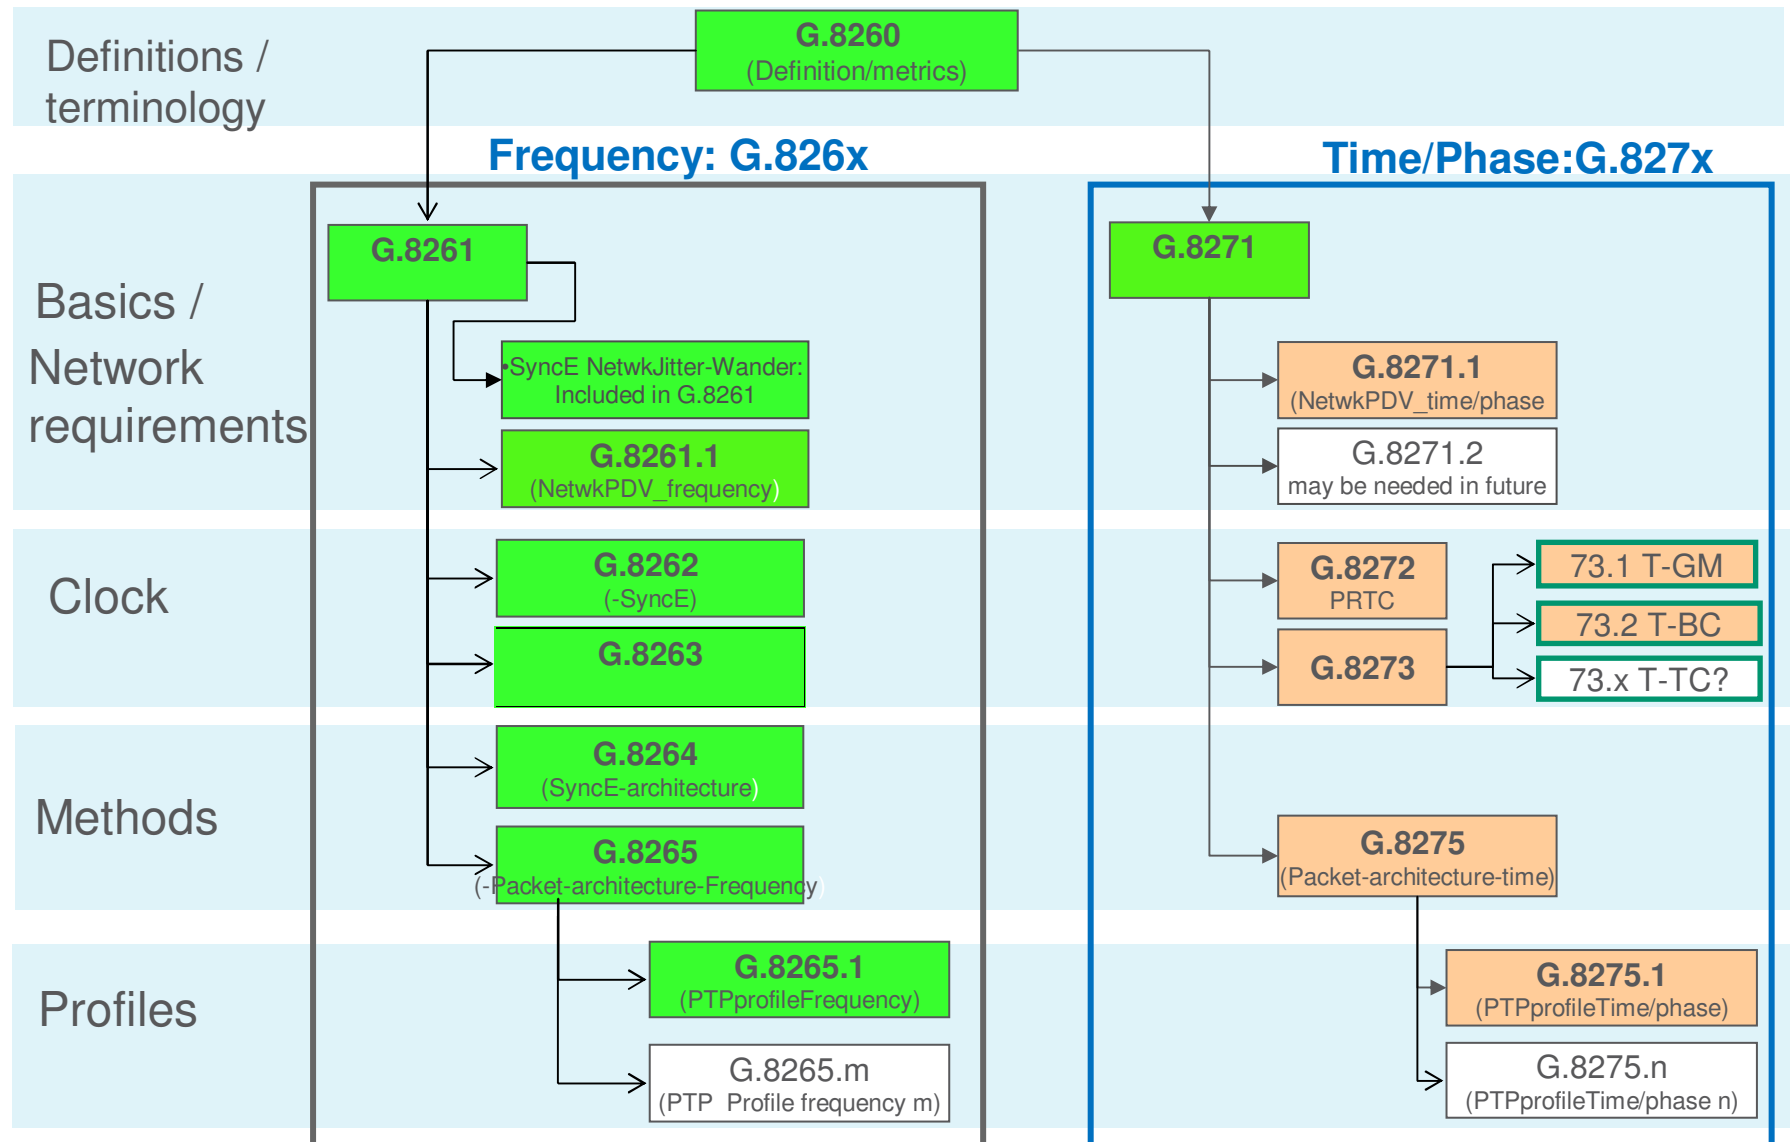 Definitions /
terminology
G.8260
(Definition/metrics)
Frequency: G.826x
Time/Phase:G.827x
Basics /
Network
requirements
G.8261
•SyncE NetwkJitter-Wander:
Included in G.8261
G.8261.1
(NetwkPDV_frequency)
G.8271
G.8271.1
(NetwkPDV_time/phase
G.8271.2
may be needed in future
Clock
G.8262
(-SyncE)
G.8263
G.8272
PRTC
G.8273
73.1 T-GM
73.2 T-BC
73.x T-TC?
Methods
G.8264
(SyncE-architecture)
G.8265
(-Packet-architecture-Frequency)
G.8275
(Packet-architecture-time)
Profiles
G.8265.1
(PTPprofileFrequency)
G.8265.m
(PTP  Profile frequency m)
G.8275.1
(PTPprofileTime/phase)
G.8275.n
(PTPprofileTime/phase n)